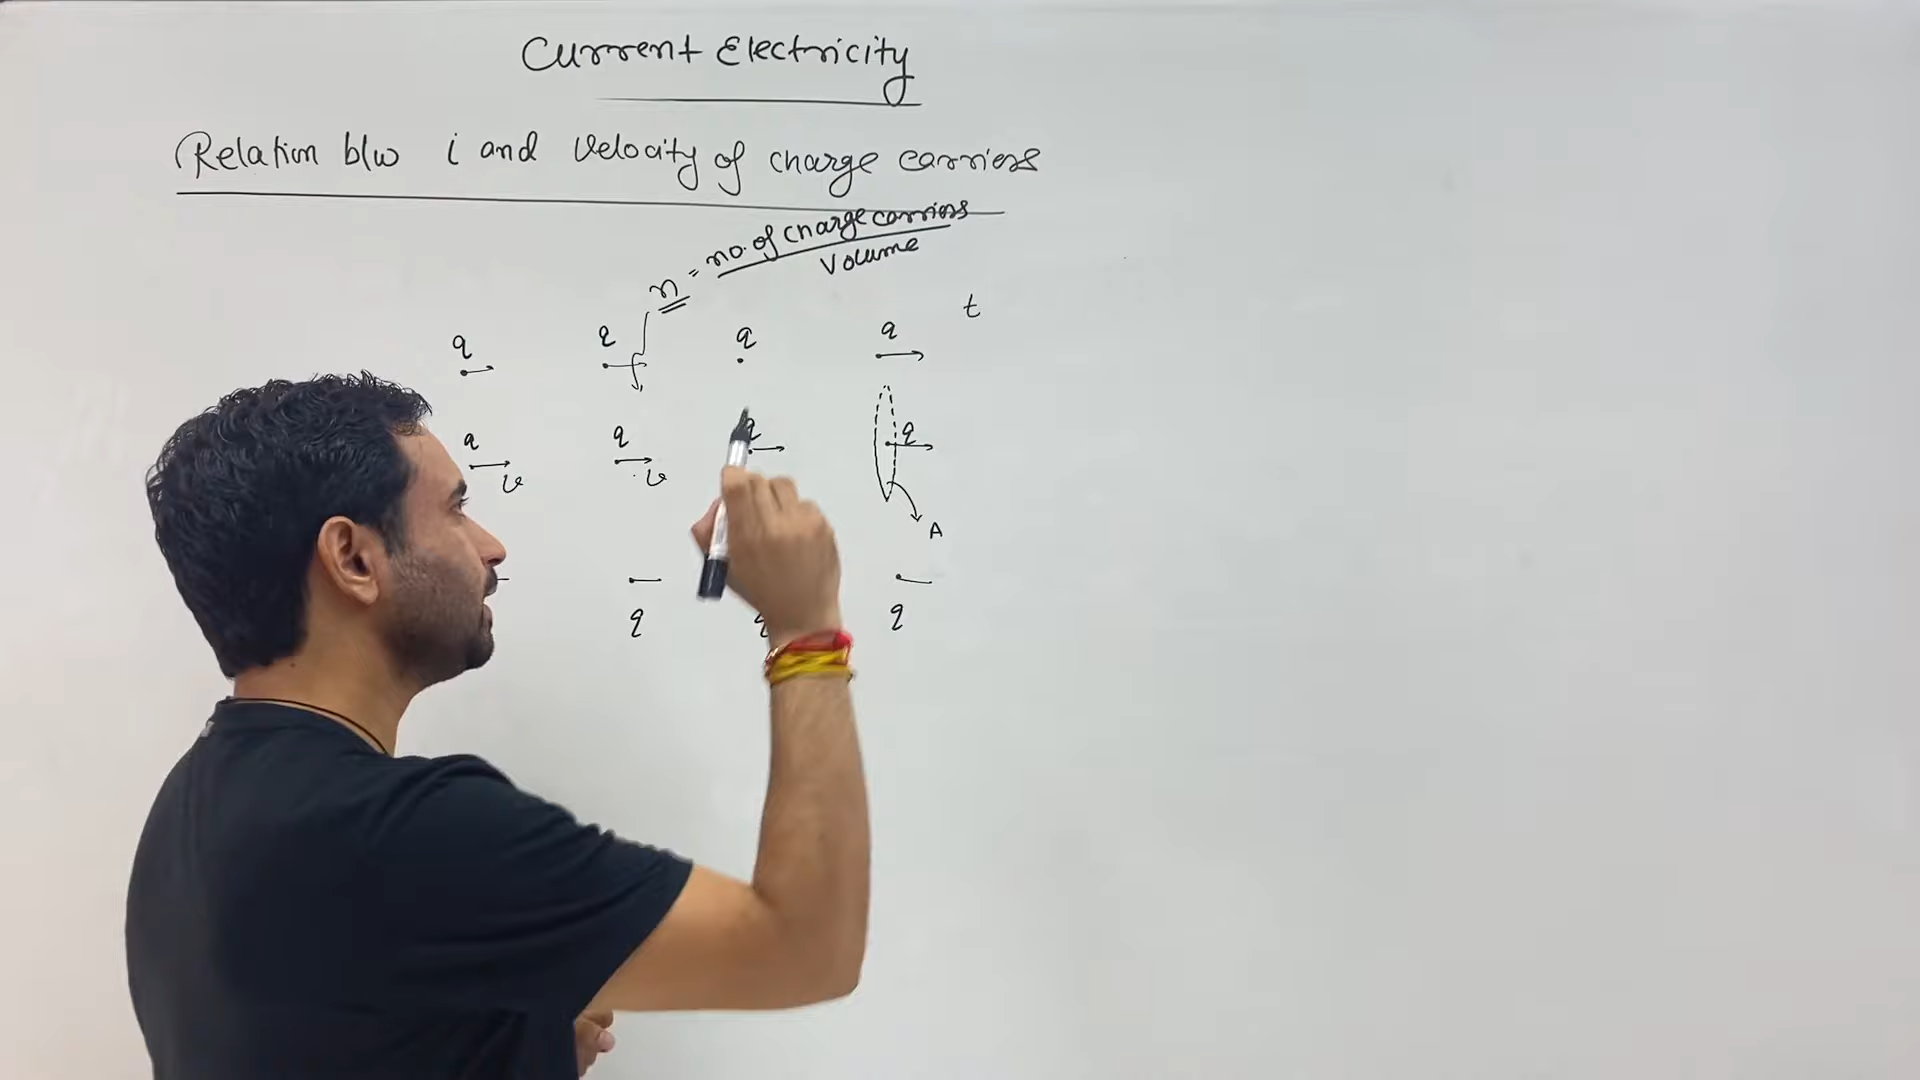 Current Electricity
Relation b/w i and velocity of charge carriers
n = no. of charge carriers
Volume
t
q q q q
q q q q
v v
A
q q q